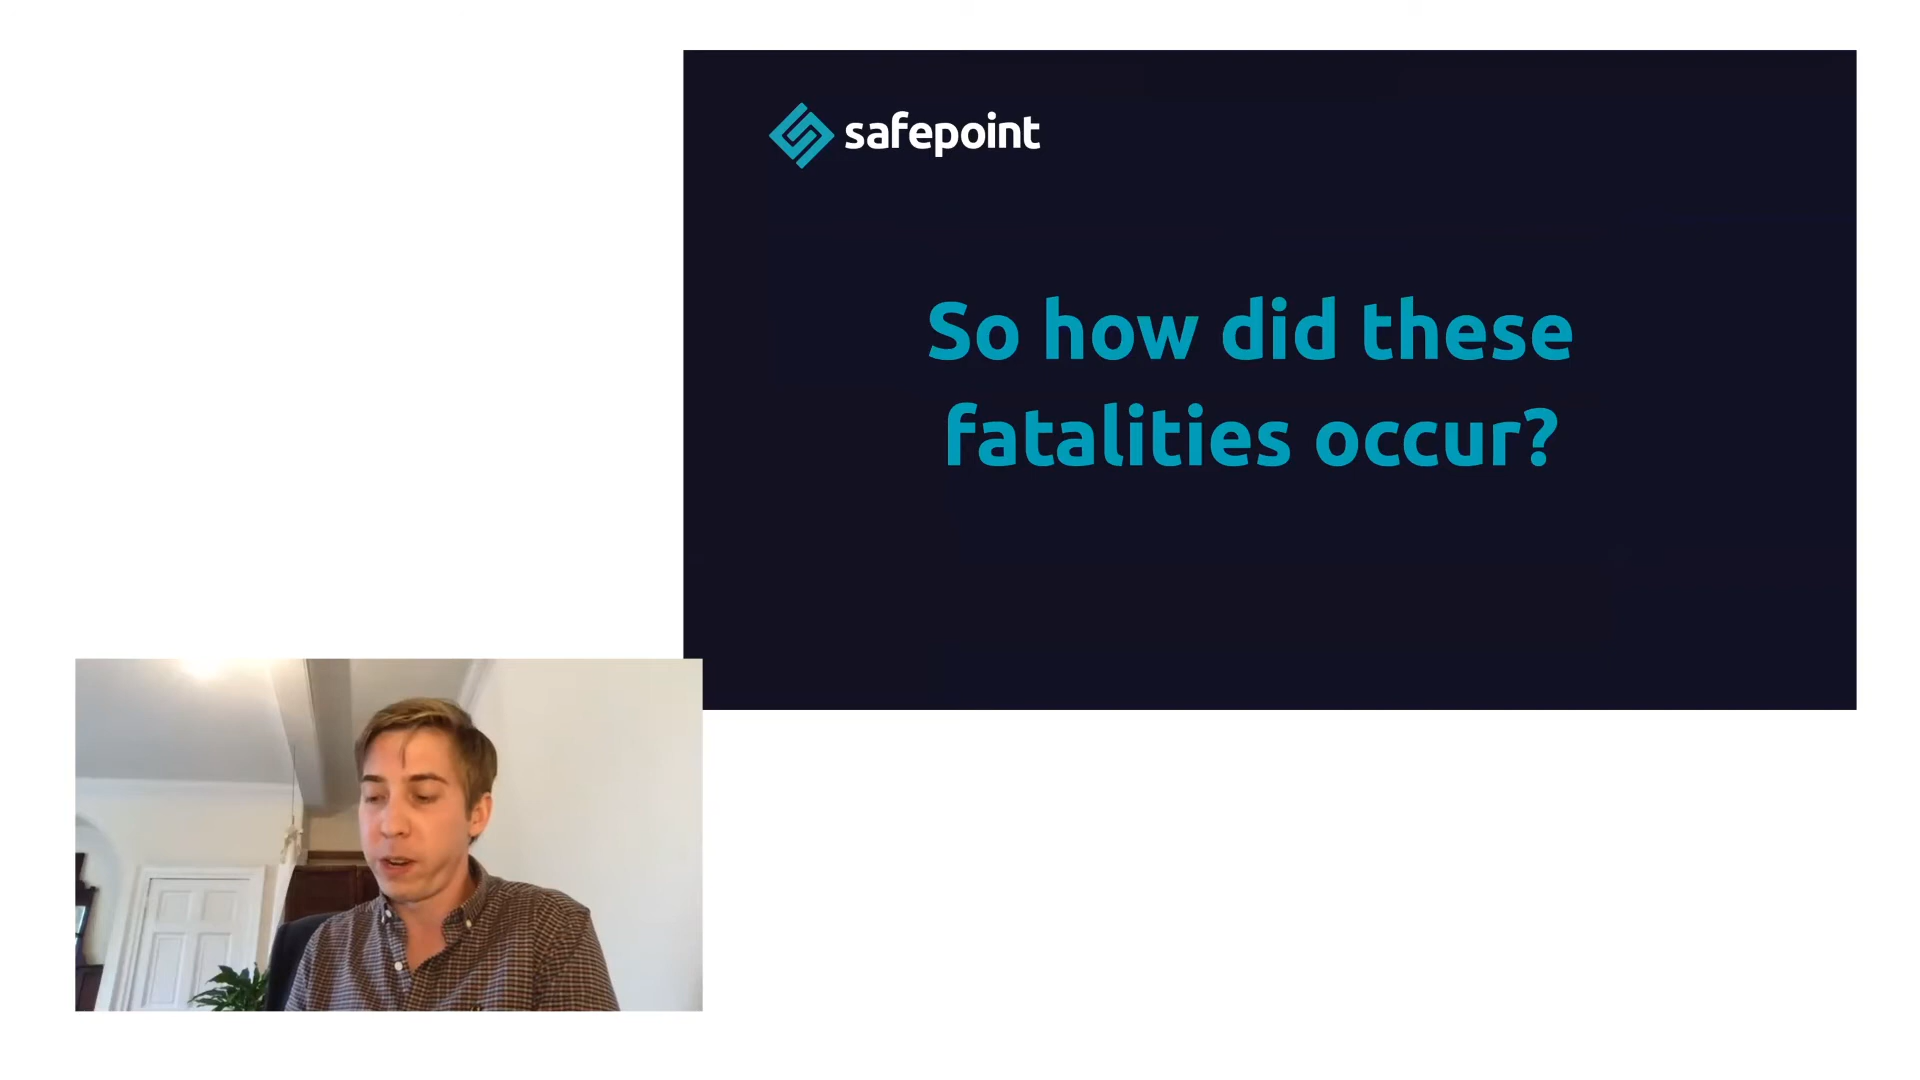 safepoint
So how did these
fatalities occur?